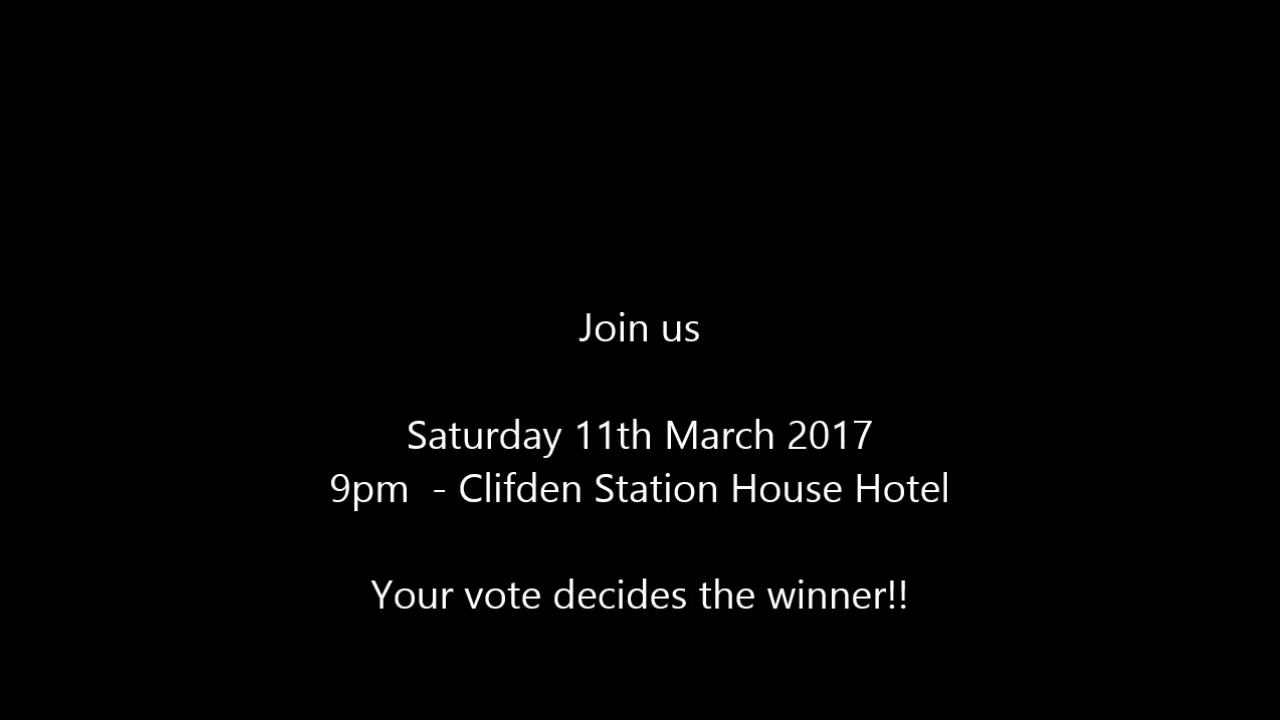 Join us
Saturday 11th March 2017
9pm  - Clifden Station House Hotel
Your vote decides the winner!!